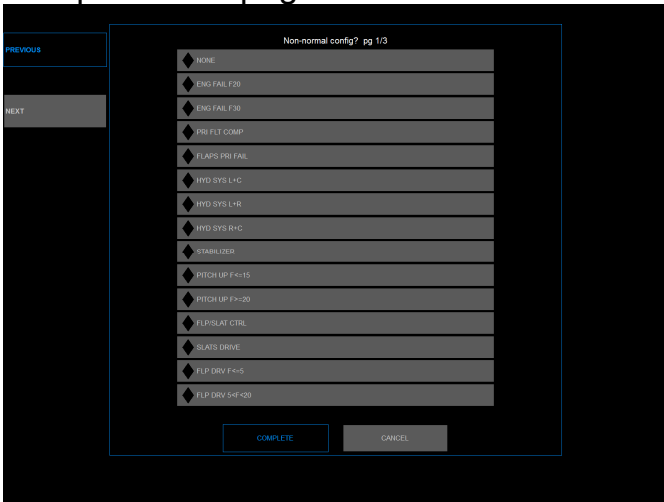 Non-normal config? pg 1/3
PREVIOUS
NEXT
NONE
ENG FAIL F20
ENG FAIL F30
PRI FLT COMP
FLAPS PRI FAIL
HYD SYS L+C
HYD SYS L+R
HYD SYS R+C
STABILIZER
PITCH UP F<=15
PITCH UP F>=20
FLP/SLAT CTRL
SLATS DRIVE
FLP DRV F<=5
FLP DRV 5<F<20
COMPLETE
CANCEL